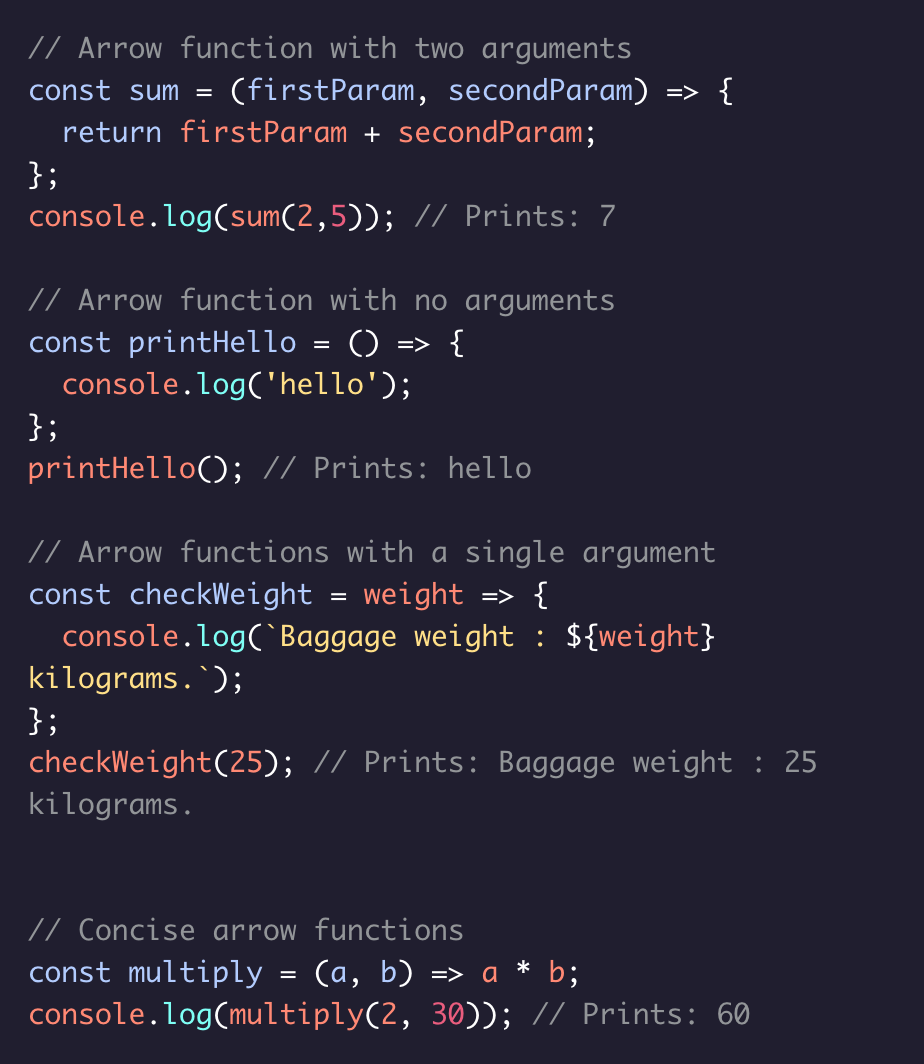 // Arrow function with two arguments
const sum = (firstParam, secondParam) => {
  return firstParam + secondParam;
};
console.log(sum(2,5)); // Prints: 7

// Arrow function with no arguments
const printHello = () => {
  console.log('hello');
};
printHello(); // Prints: hello

// Arrow functions with a single argument
const checkWeight = weight => {
  console.log(`Baggage weight : ${weight}
kilograms.`);
};
checkWeight(25); // Prints: Baggage weight : 25
kilograms.


// Concise arrow functions
const multiply = (a, b) => a * b;
console.log(multiply(2, 30)); // Prints: 60